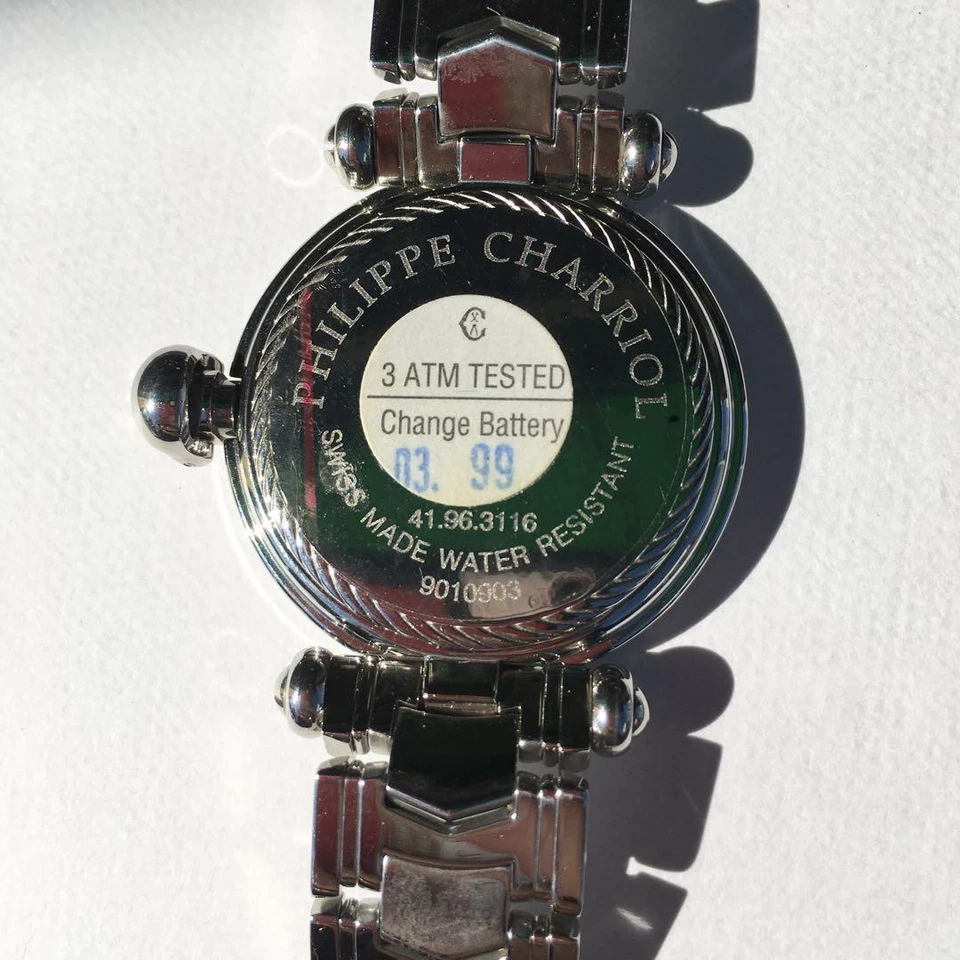 PHILIPPE CHARRIOL
3 ATM TESTED
Change Battery
03. 99
41.96.3116
SWISS MADE WATER RESISTANT
9010903